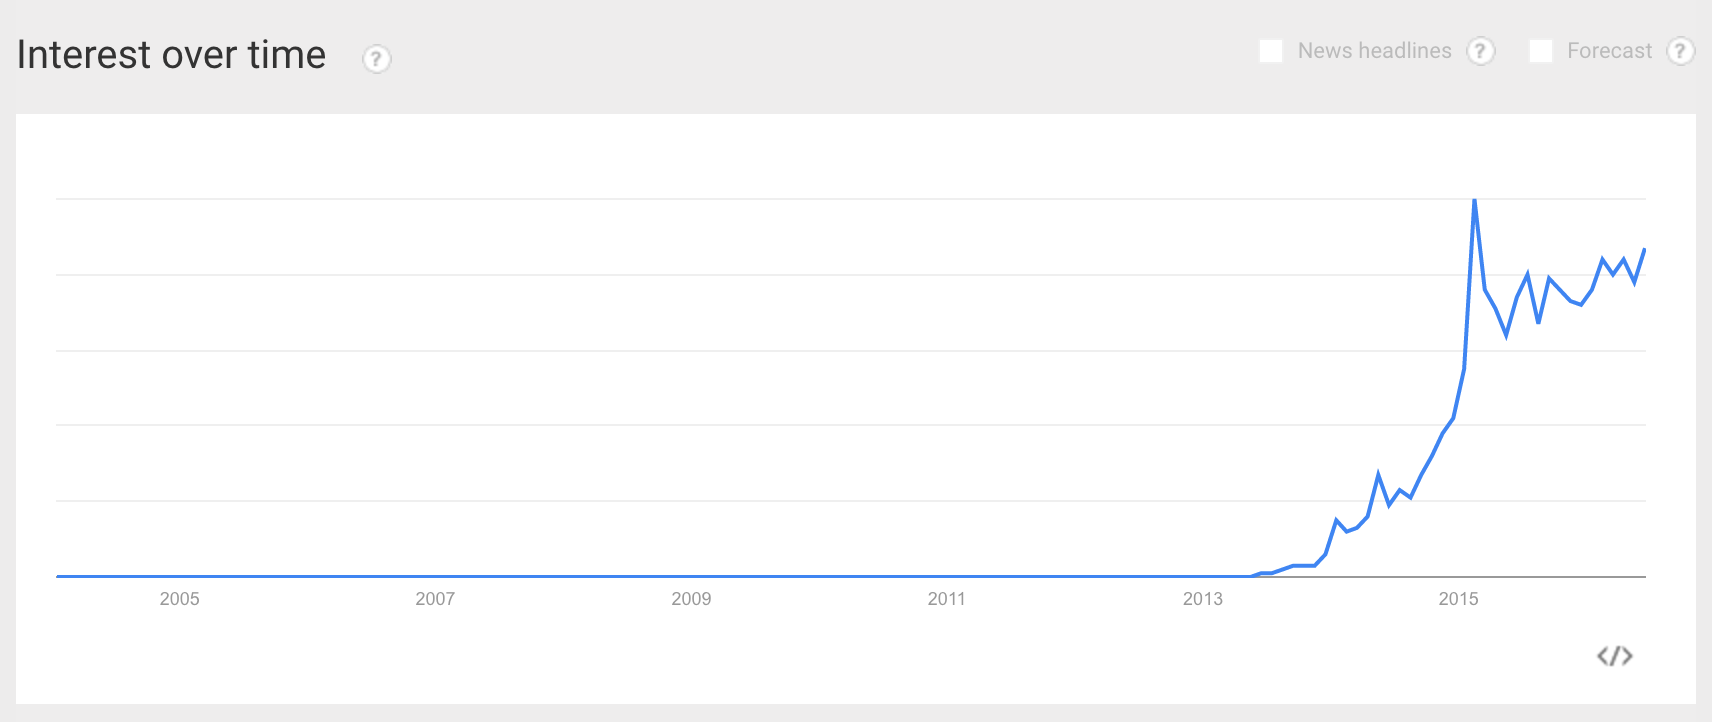 Interest over time ?
News headlines ? Forecast ?
2005 2007 2009 2011 2013 2015
</>